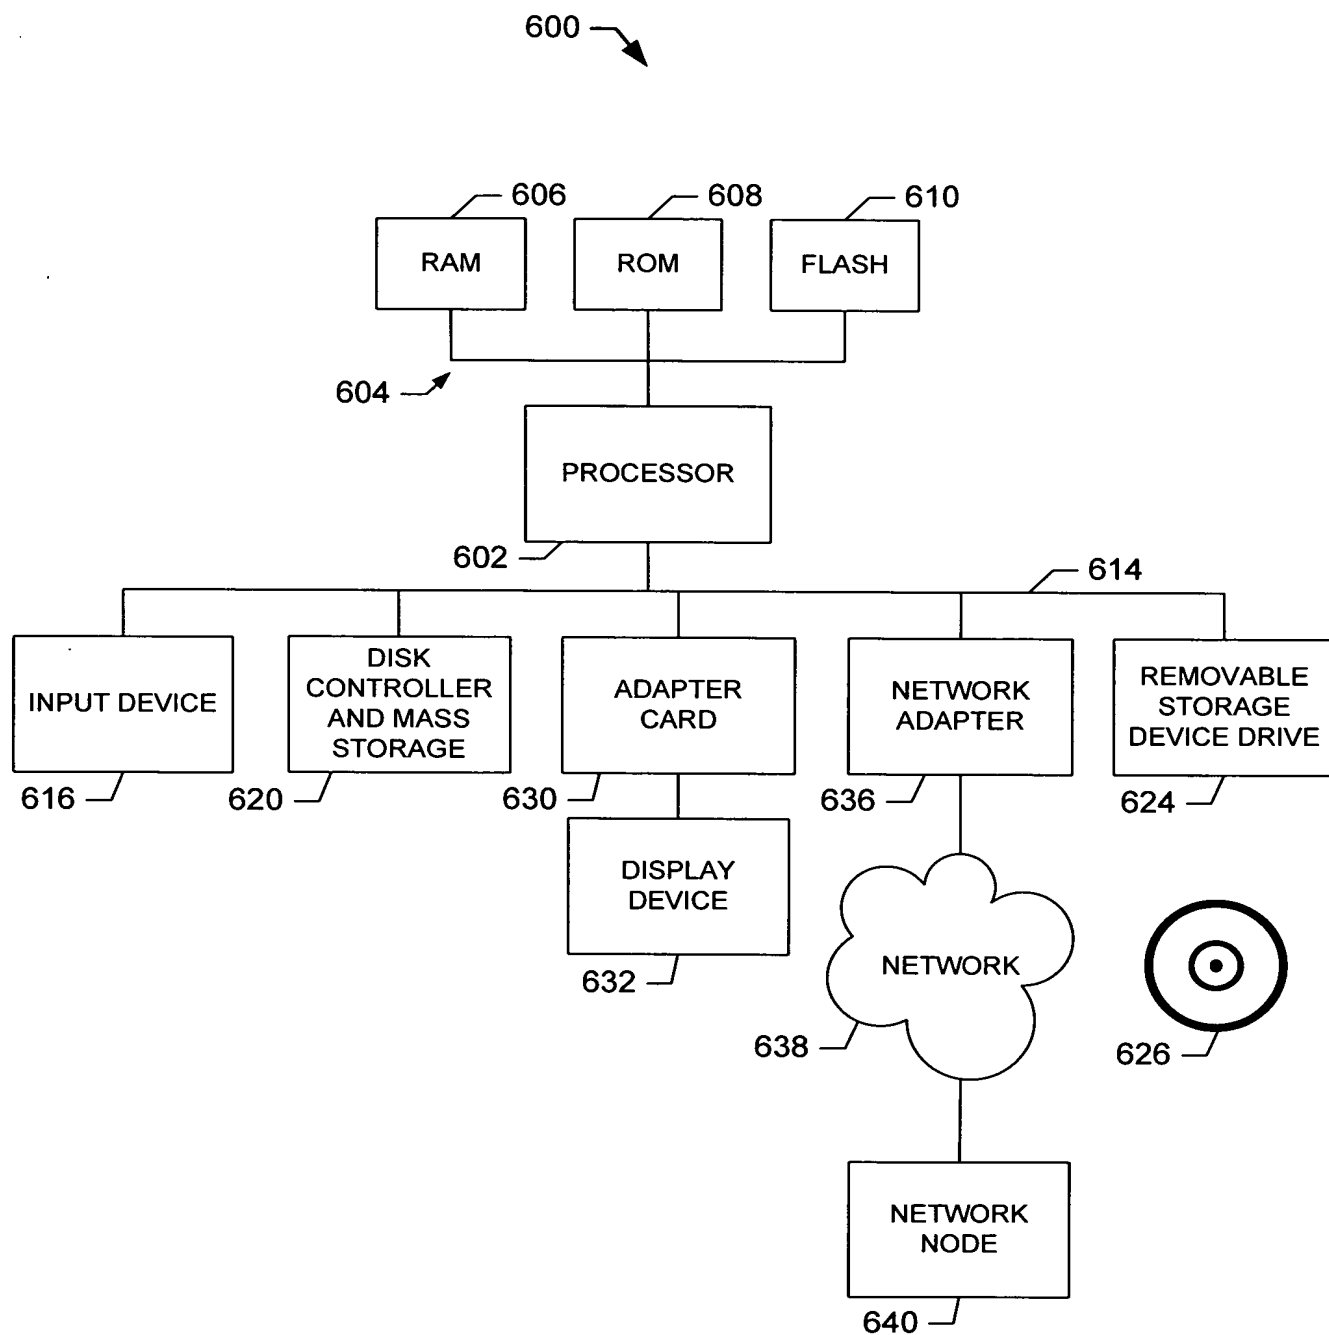 600
606
608
610
RAM
ROM
FLASH
604
PROCESSOR
602
614
INPUT DEVICE
DISK
CONTROLLER
AND MASS
STORAGE
ADAPTER
CARD
NETWORK
ADAPTER
REMOVABLE
STORAGE
DEVICE DRIVE
616
620
630
636
624
DISPLAY
DEVICE
632
NETWORK
638
626
NETWORK
NODE
640